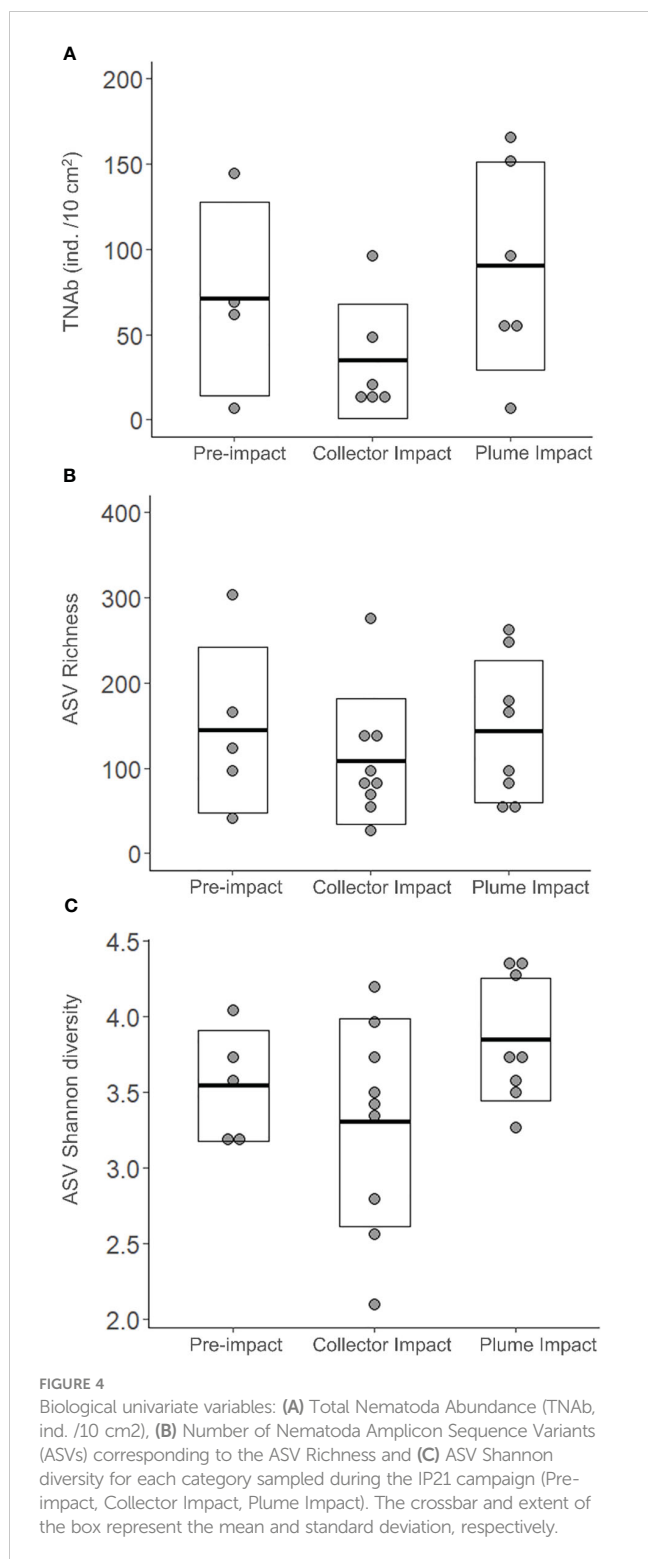 A
TNAb (ind. /10 cm²)
200
150
100
50
0
Pre-impact Collector Impact Plume Impact
B
ASV Richness
400
300
200
100
0
Pre-impact Collector Impact Plume Impact
C
ASV Shannon diversity
4.5
4.0
3.5
3.0
2.5
2.0
Pre-impact Collector Impact Plume Impact
FIGURE 4
Biological univariate variables: (A) Total Nematoda Abundance (TNAb,
ind. /10 cm2), (B) Number of Nematoda Amplicon Sequence Variants
(ASVs) corresponding to the ASV Richness and (C) ASV Shannon
diversity for each category sampled during the IP21 campaign (Pre-
impact, Collector Impact, Plume Impact). The crossbar and extent of
the box represent the mean and standard deviation, respectively.